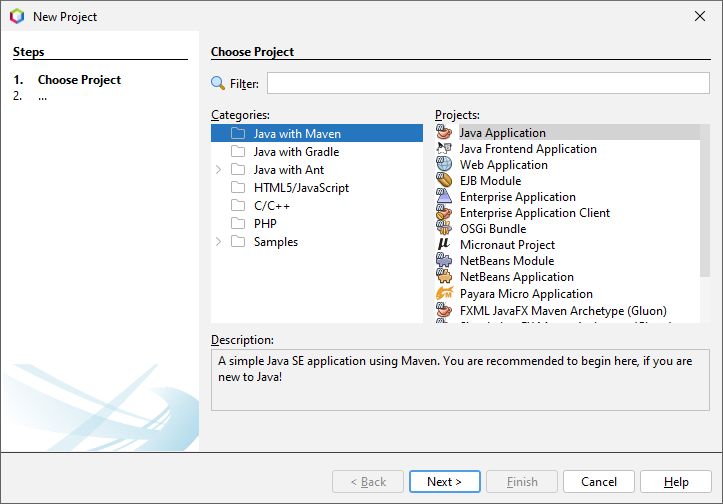 New Project
Steps
1. Choose Project
2. ...
Choose Project
Filter:
Categories:
Java with Maven
Java with Gradle
Java with Ant
HTML5/JavaScript
C/C++
PHP
Samples
Projects:
Java Application
Java Frontend Application
Web Application
EJB Module
Enterprise Application
Enterprise Application Client
OSGi Bundle
Micronaut Project
NetBeans Module
NetBeans Application
Payara Micro Application
FXML JavaFX Maven Archetype (Gluon)
Description:
A simple Java SE application using Maven. You are recommended to begin here, if you are
new to Java!
< Back
Next >
Finish
Cancel
Help